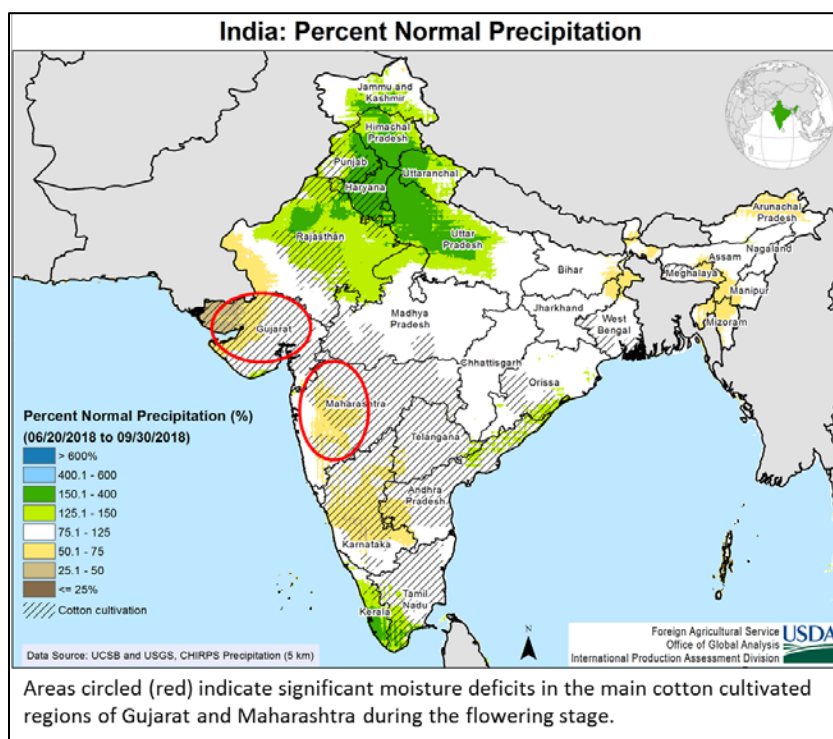 India: Percent Normal Precipitation
Jammu and
Kashmir
Himachal
Pradesh
Punjab
Uttaranchal
Haryana
Arunachal
Pradesh
Rajasthan
Uttar
Pradesh
Assam
Nagaland
Bihar
Meghalaya
Manipur
Gujarat
Madhya
Pradesh
Jharkhand
West
Bengal
Mizoram
Chhattisgarh
Orissa
Maharashtra
Telangana
Andhra
Pradesh
Karnataka
Tamil
Nadu
Kerala
Percent Normal Precipitation (%)
(06/20/2018 to 09/30/2018)
> 600%
400.1 - 600
150.1 - 400
125.1 - 150
75.1 - 125
50.1 - 75
25.1 - 50
<= 25%
Cotton cultivation
Data Source: UCSB and USGS, CHIRPS Precipitation (5 km)
N
Foreign Agricultural Service
Office of Global Analysis
International Production Assessment Division
USDA
Areas circled (red) indicate significant moisture deficits in the main cotton cultivated
regions of Gujarat and Maharashtra during the flowering stage.